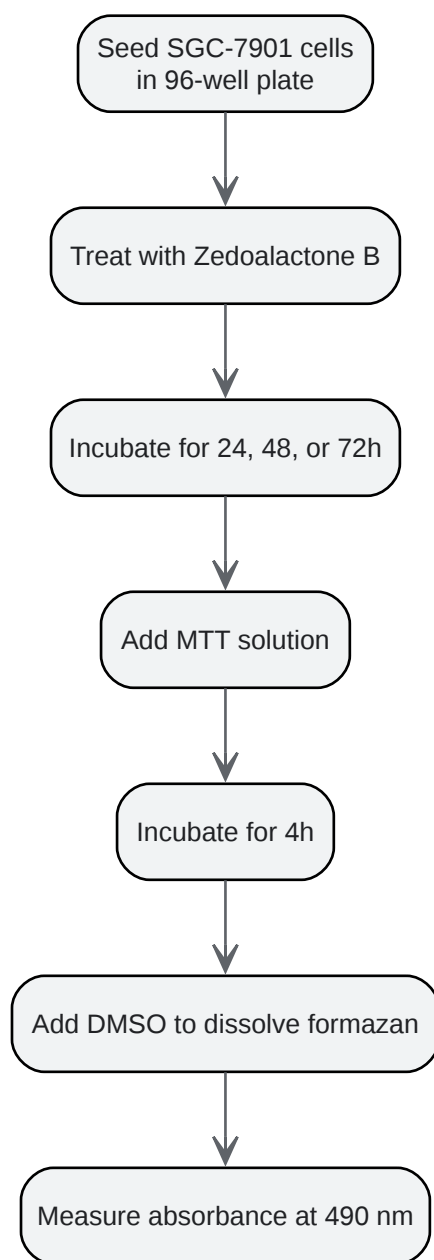 Seed SGC-7901 cells
in 96-well plate
Treat with Zedoalactone B
Incubate for 24, 48, or 72h
Add MTT solution
Incubate for 4h
Add DMSO to dissolve formazan
Measure absorbance at 490 nm